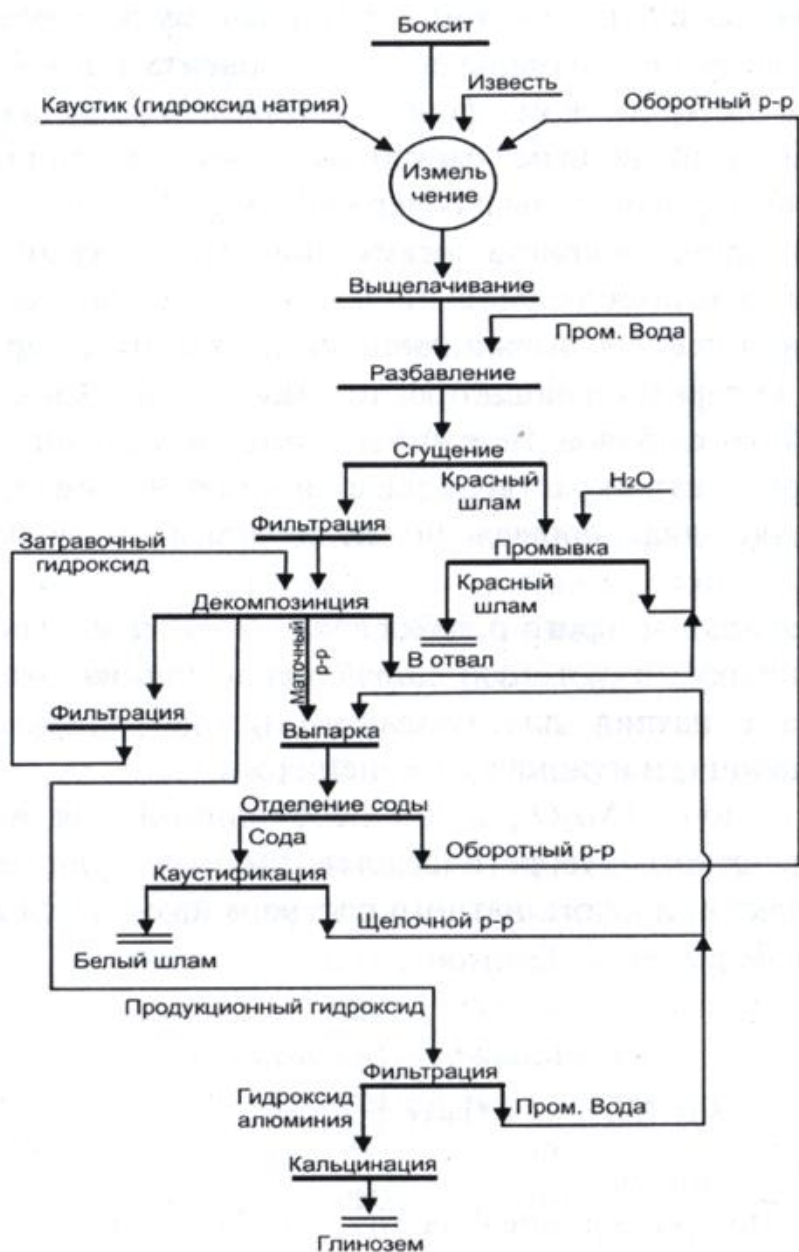 Боксит
Известь
Каустик (гидроксид натрия)
Оборотный р-р
Измель
чение
Выщелачивание
Пром. Вода
Разбавление
Сгущение
Красный
шлам
H₂O
Фильтрация
Затравочный
гидроксид
Промывка
Красный
шлам
Декомпозинция
Маточный
р-р
В отвал
Фильтрация
Выпарка
Отделение соды
Сода
Оборотный р-р
Каустификация
Щелочной р-р
Белый шлам
Продукционный гидроксид
Фильтрация
Гидроксид
алюминия
Пром. Вода
Кальцинация
Глинозем